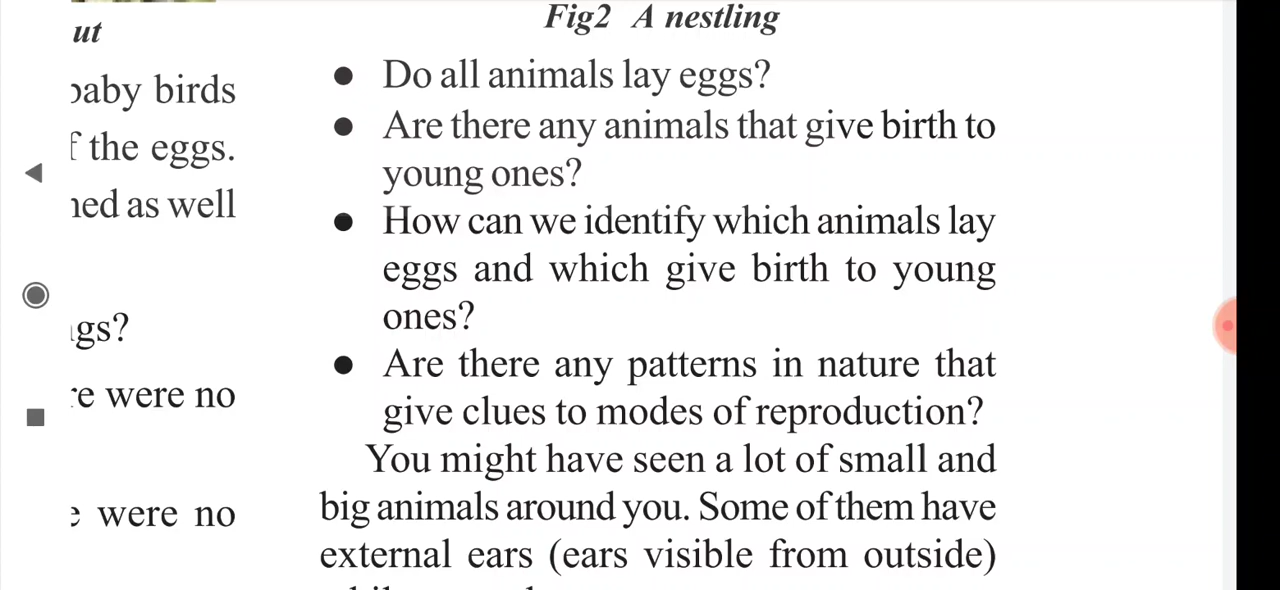 ut
baby birds
f the eggs.
ned as well
gs?
re were no
e were no
Fig2 A nestling
● Do all animals lay eggs?
● Are there any animals that give birth to
young ones?
● How can we identify which animals lay
eggs and which give birth to young
ones?
● Are there any patterns in nature that
give clues to modes of reproduction?
You might have seen a lot of small and
big animals around you. Some of them have
external ears (ears visible from outside)